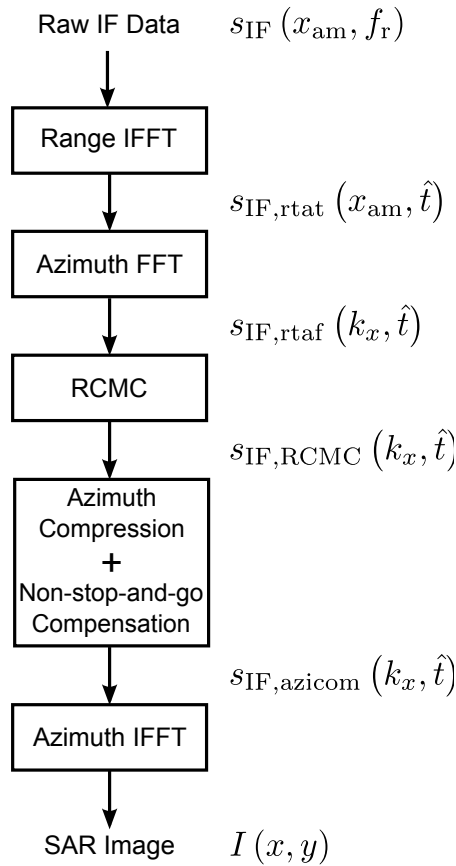 Raw IF Data s_IF (x_am, f_r)
Range IFFT
s_IF,rtat (x_am, t̂)
Azimuth FFT
s_IF,rtaf (k_x, t̂)
RCMC
s_IF,RCMC (k_x, t̂)
Azimuth
Compression
+
Non-stop-and-go
Compensation
s_IF,azicom (k_x, t̂)
Azimuth IFFT
SAR Image I (x, y)